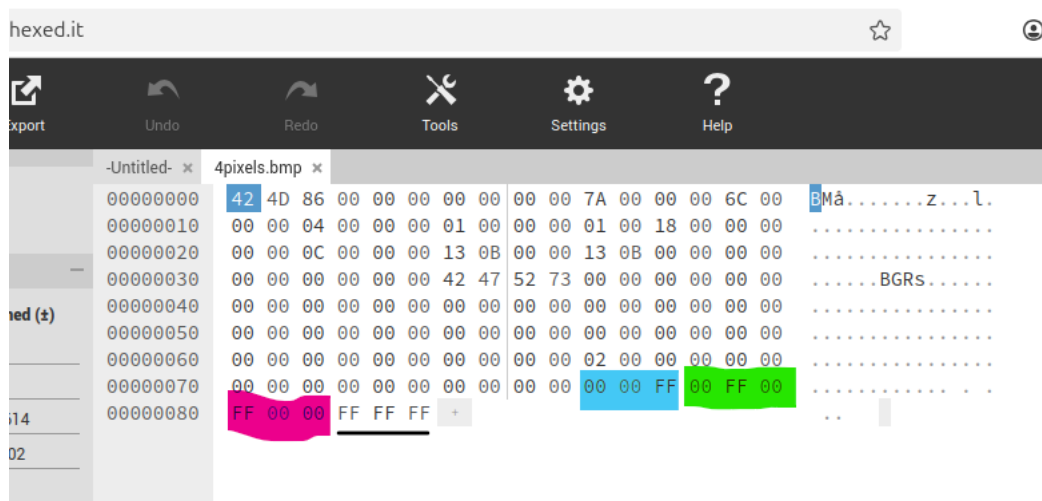 hexed.it
Export Undo Redo Tools Settings Help
-Untitled- × 4pixels.bmp ×
00000000 42 4D 86 00 00 00 00 00 00 00 7A 00 00 00 6C 00 BMå.......z...l.
00000010 00 00 04 00 00 00 01 00 00 00 01 00 18 00 00 00 ................
00000020 00 00 0C 00 00 00 13 0B 00 00 13 0B 00 00 00 00 ................
00000030 00 00 00 00 00 00 42 47 52 73 00 00 00 00 00 00 ......BGRs......
ned (±)
00000040 00 00 00 00 00 00 00 00 00 00 00 00 00 00 00 00 ................
00000050 00 00 00 00 00 00 00 00 00 00 00 00 00 00 00 00 ................
00000060 00 00 00 00 00 00 00 00 00 00 02 00 00 00 00 00 ................
00000070 00 00 00 00 00 00 00 00 00 00 00 00 FF 00 FF 00 ............ . .
00000080 FF 00 00 FF FF FF + ..
514
02